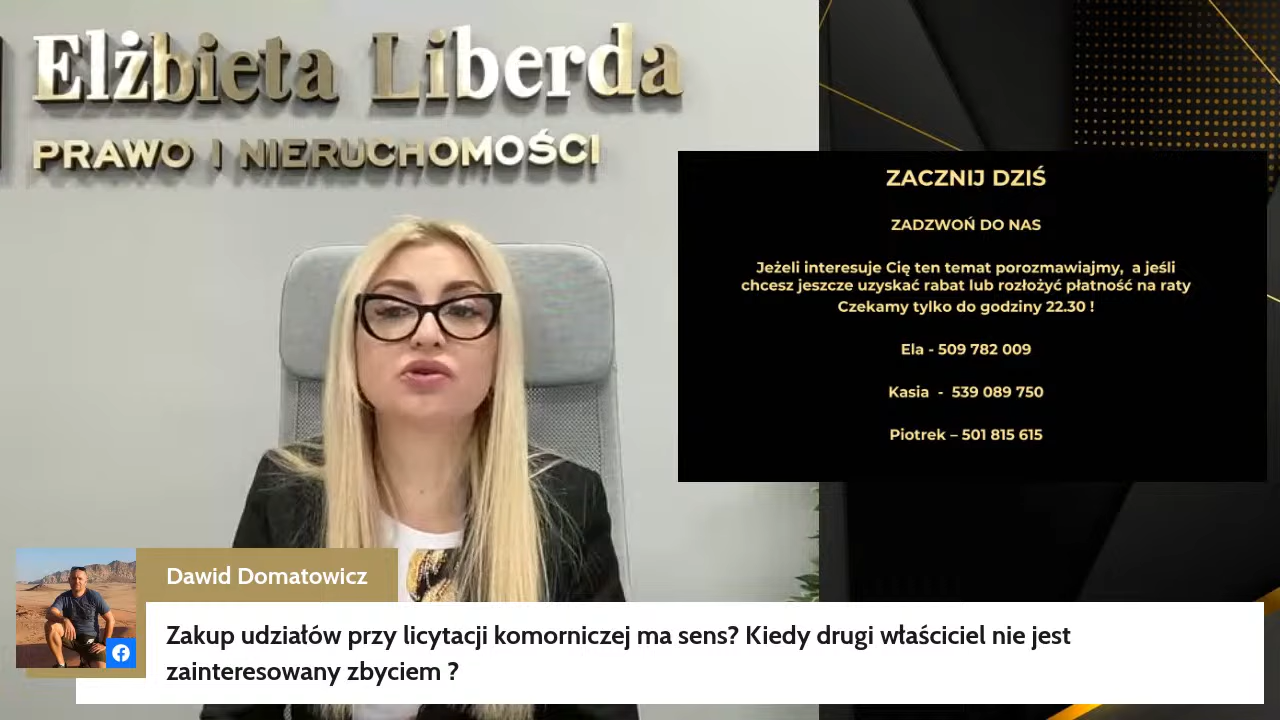 Elżbieta Liberda
PRAWO I NIERUCHOMOŚCI
ZACZNIJ DZIŚ
ZADZWOŃ DO NAS
Jeżeli interesuje Cię ten temat porozmawiajmy, a jeśli
chcesz jeszcze uzyskać rabat lub rozłożyć płatność na raty
Czekamy tylko do godziny 22.30 !
Ela - 509 782 009
Kasia - 539 089 750
Piotrek – 501 815 615
Dawid Domatowicz
Zakup udziałów przy licytacji komorniczej ma sens? Kiedy drugi właściciel nie jest
zainteresowany zbyciem ?